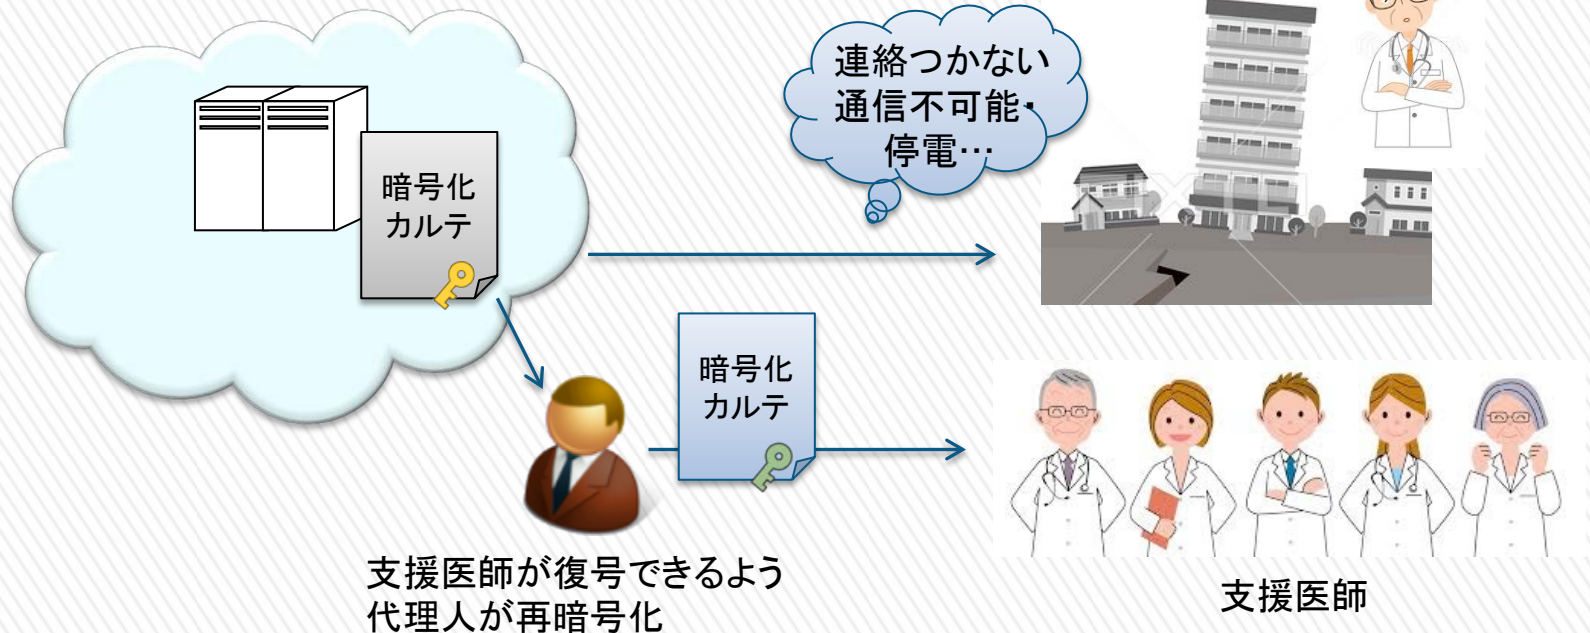 連絡つかない
通信不可能・
停電…
暗号化
カルテ
暗号化
カルテ
支援医師が復号できるよう
代理人が再暗号化
支援医師